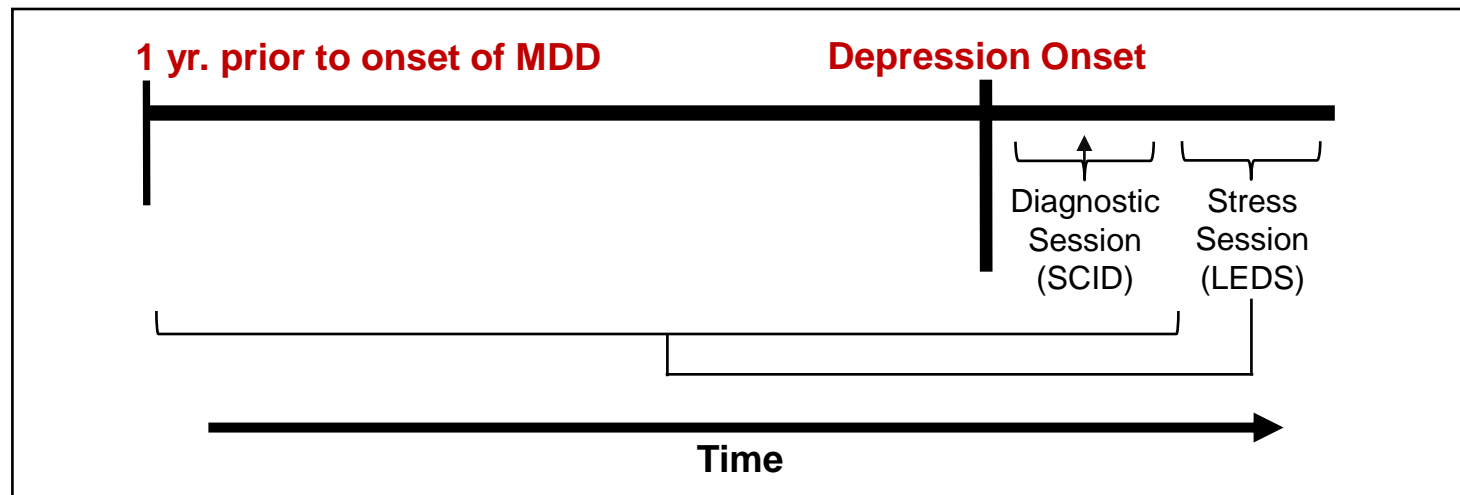 1 yr. prior to onset of MDD
Depression Onset
Diagnostic
Session
(SCID)
Stress
Session
(LEDS)
Time